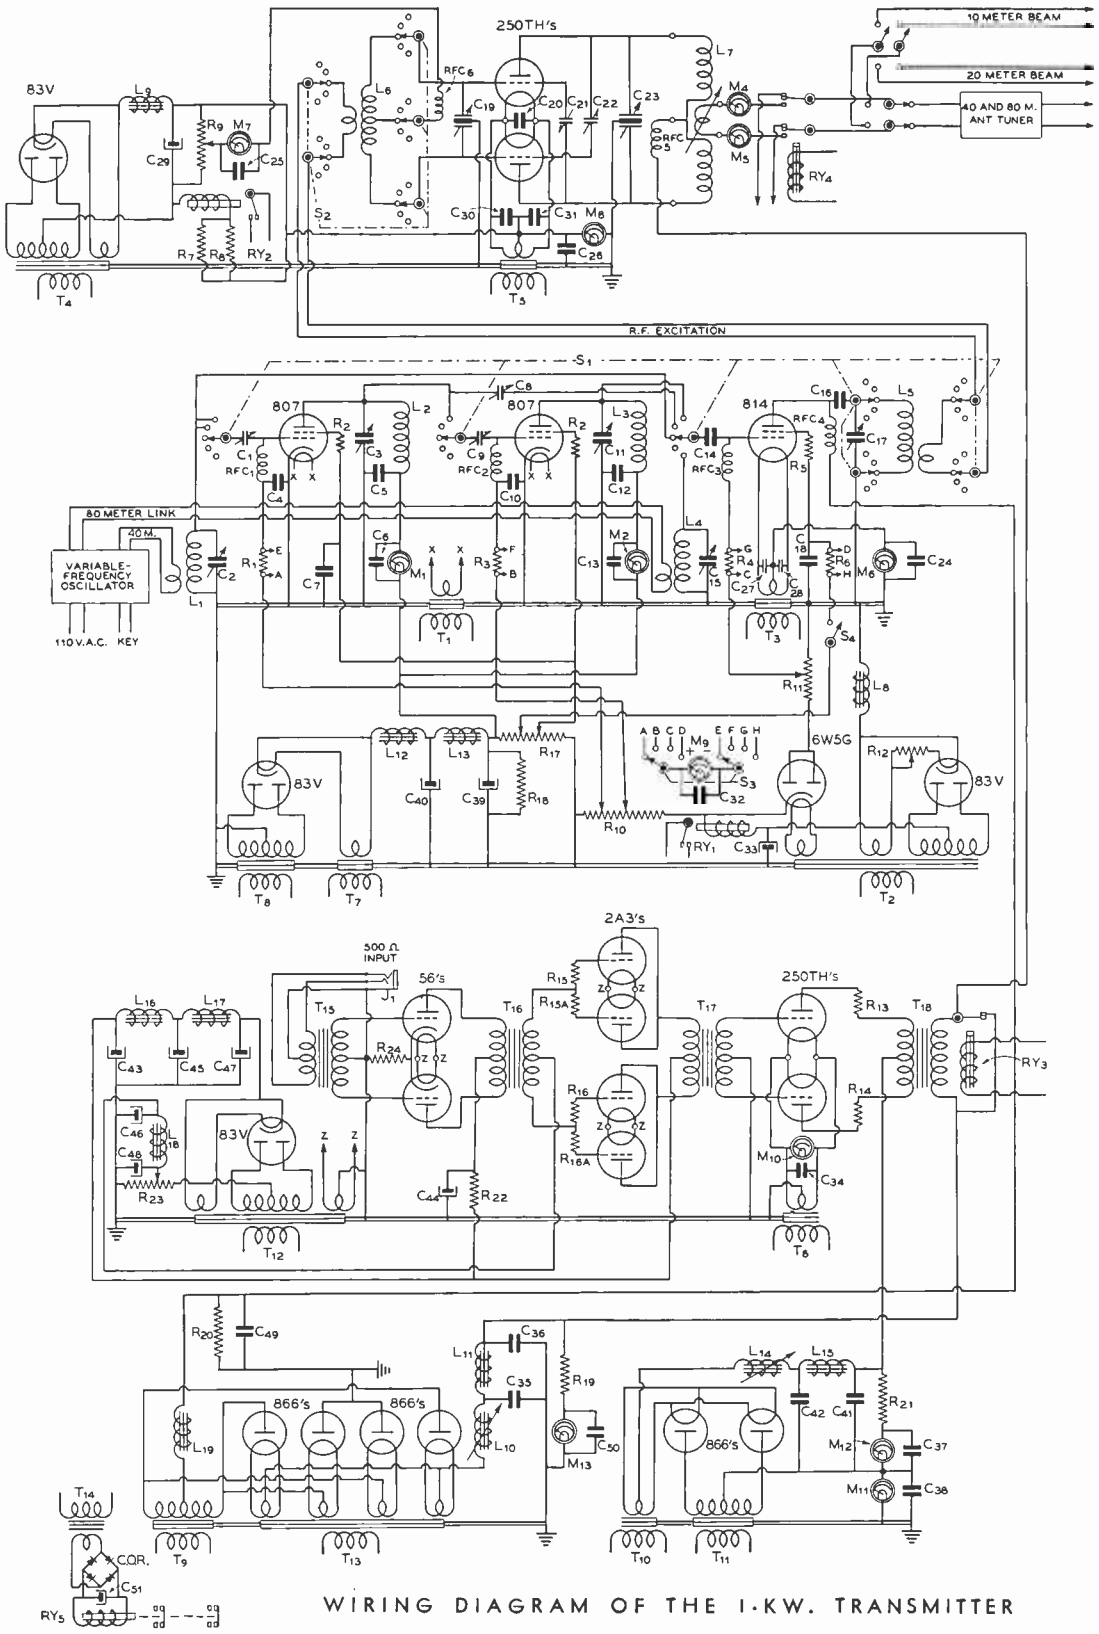 10 METER BEAM
20 METER BEAM
40 AND 80 M.
ANT TUNER
250TH's
83V
L9
M7
R9
C29
C25
R7
R8
RY2
T4
S2
L6
RFC6
C19
C20
C21
C22
C23
C30
C31
M8
C26
T5
RFC5
L7
M4
M5
RY4
R.F. EXCITATION
S1
C8
807
R2
L2
C3
C1
RFC1
C4
X X
C5
807
R2
L3
C11
C9
RFC2
C10
C12
814
RFC4
C16
C17
L5
C14
RFC3
R5
80 METER LINK
40 M.
VARIABLE-
FREQUENCY
OSCILLATOR
110 V.A.C. KEY
L1
C2
R1
E
A
C7
C6
M1
X X
T1
R3
F
B
C13
M2
L4
C15
G
R4
C
C27
C28
T3
C18
D
R6
H
M6
C24
S4
R11
L8
6W5G
R12
83V
83V
L12
L13
C40
C39
R18
R17
A B C D
E F G H
M9
+ -
S3
C32
R10
RY1
C33
T8
T7
T2
500 Ω
INPUT
J1
L16
L17
C43
C45
C47
T15
R24
56's
Z Z
T16
2A3's
R15
R15A
Z Z
R16
R16A
Z Z
T17
250TH's
R13
R14
T18
RY3
C46
L18
C48
R23
83V
Z Z
T12
C44
R22
M10
C34
T6
R20
C49
L11
C36
C35
L10
R19
M13
C50
866's
866's
L19
T9
T13
L14
L15
C42
C41
R21
M12
C37
M11
C38
866's
T10
T11
T14
C.O.R.
C51
RY5
WIRING DIAGRAM OF THE 1-KW. TRANSMITTER